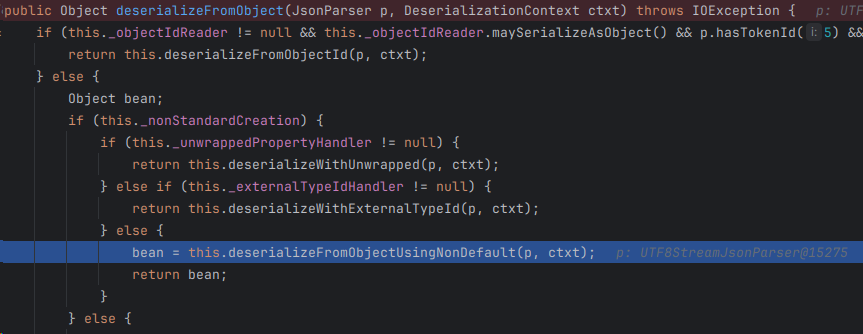 public Object deserializeFromObject(JsonParser p, DeserializationContext ctxt) throws IOException {   p: UTF
    if (this._objectIdReader != null && this._objectIdReader.maySerializeAsObject() && p.hasTokenId( i: 5) &&
        return this.deserializeFromObjectId(p, ctxt);
    } else {
        Object bean;
        if (this._nonStandardCreation) {
            if (this._unwrappedPropertyHandler != null) {
                return this.deserializeWithUnwrapped(p, ctxt);
            } else if (this._externalTypeIdHandler != null) {
                return this.deserializeWithExternalTypeId(p, ctxt);
            } else {
                bean = this.deserializeFromObjectUsingNonDefault(p, ctxt);   p: UTF8StreamJsonParser@15275
                return bean;
            }
        } else {